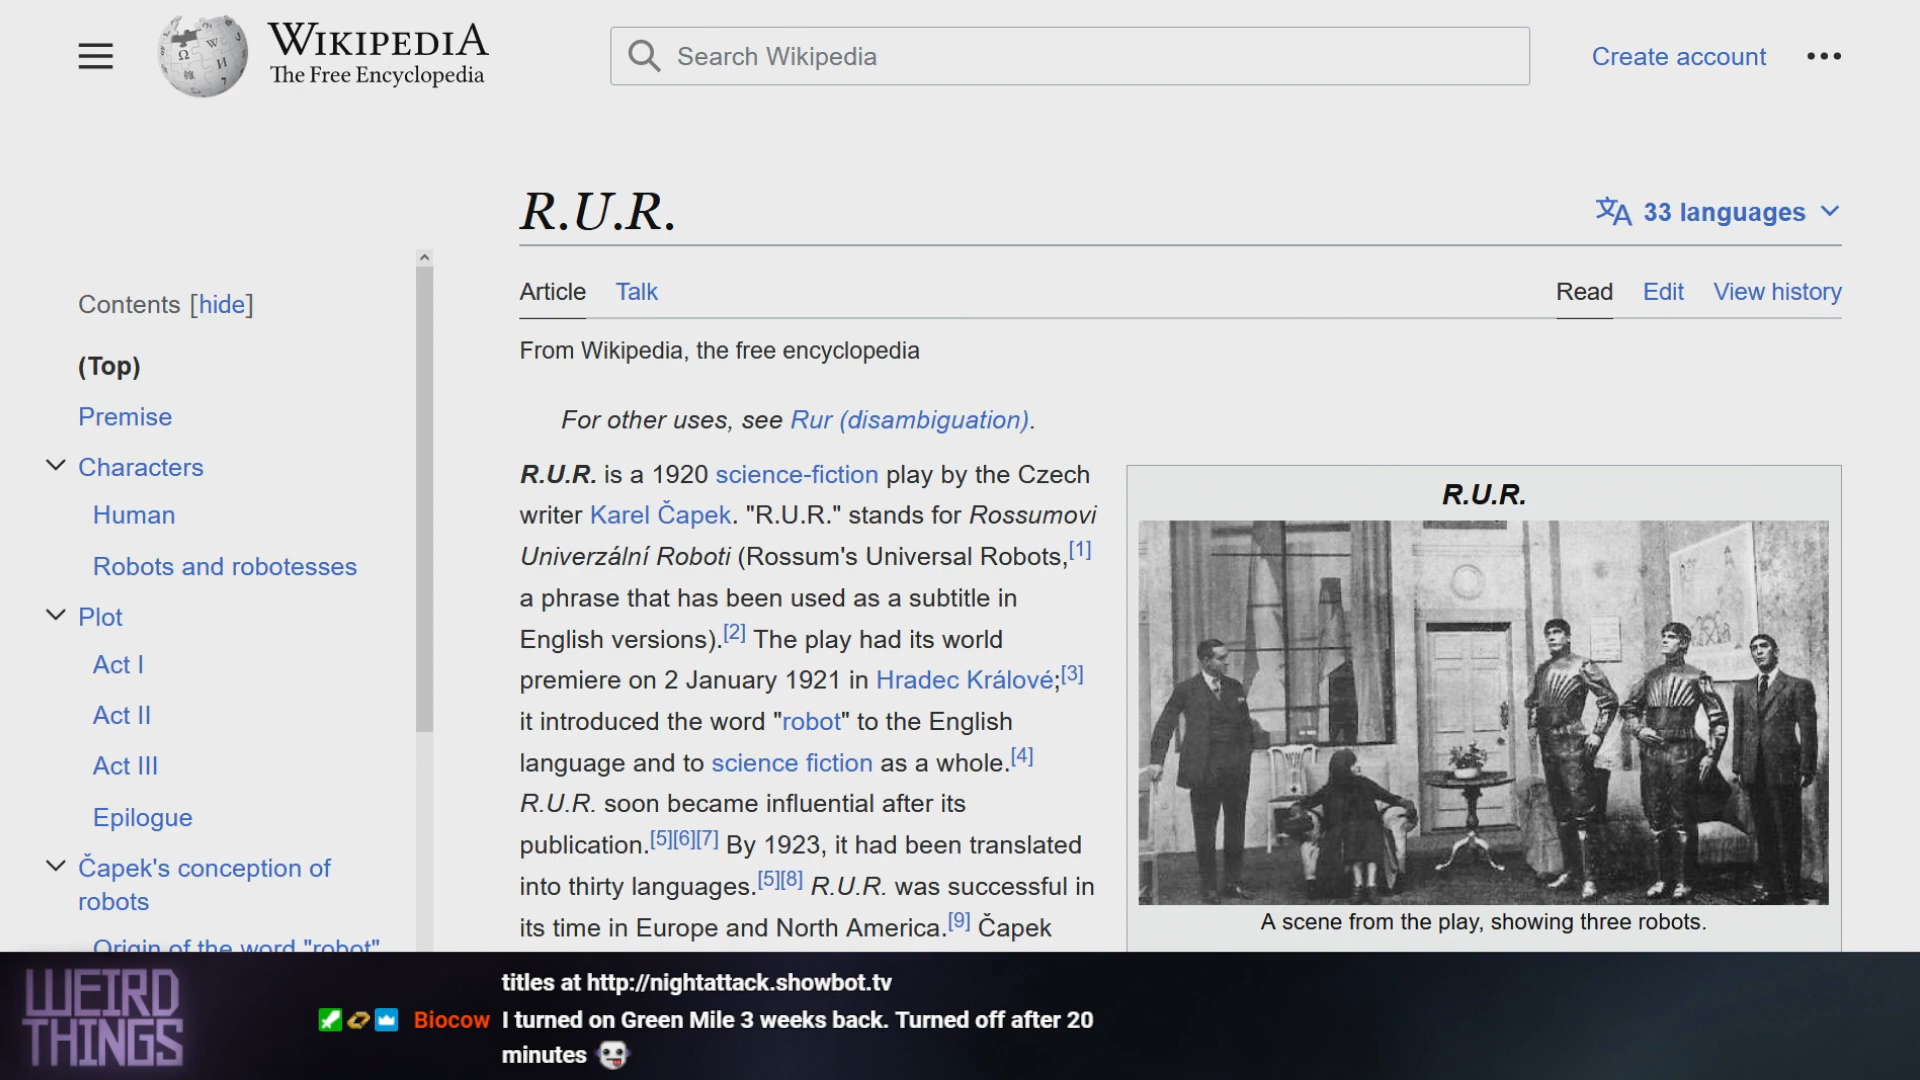 WIKIPEDIA
The Free Encyclopedia
Search Wikipedia
Create account
R.U.R.
33 languages
Contents [hide]
(Top)
Premise
Characters
Human
Robots and robotesses
Plot
Act I
Act II
Act III
Epilogue
Čapek's conception of
robots
Origin of the word "robot"
Article
Talk
Read
Edit
View history
From Wikipedia, the free encyclopedia
For other uses, see Rur (disambiguation).
R.U.R. is a 1920 science-fiction play by the Czech
writer Karel Čapek. "R.U.R." stands for Rossumovi
Univerzální Roboti (Rossum's Universal Robots,[1]
a phrase that has been used as a subtitle in
English versions).[2] The play had its world
premiere on 2 January 1921 in Hradec Králové;[3]
it introduced the word "robot" to the English
language and to science fiction as a whole.[4]
R.U.R. soon became influential after its
publication.[5][6][7] By 1923, it had been translated
into thirty languages.[5][8] R.U.R. was successful in
its time in Europe and North America.[9] Čapek
R.U.R.
A scene from the play, showing three robots.
WEIRD
THINGS
titles at http://nightattack.showbot.tv
Biocow I turned on Green Mile 3 weeks back. Turned off after 20
minutes